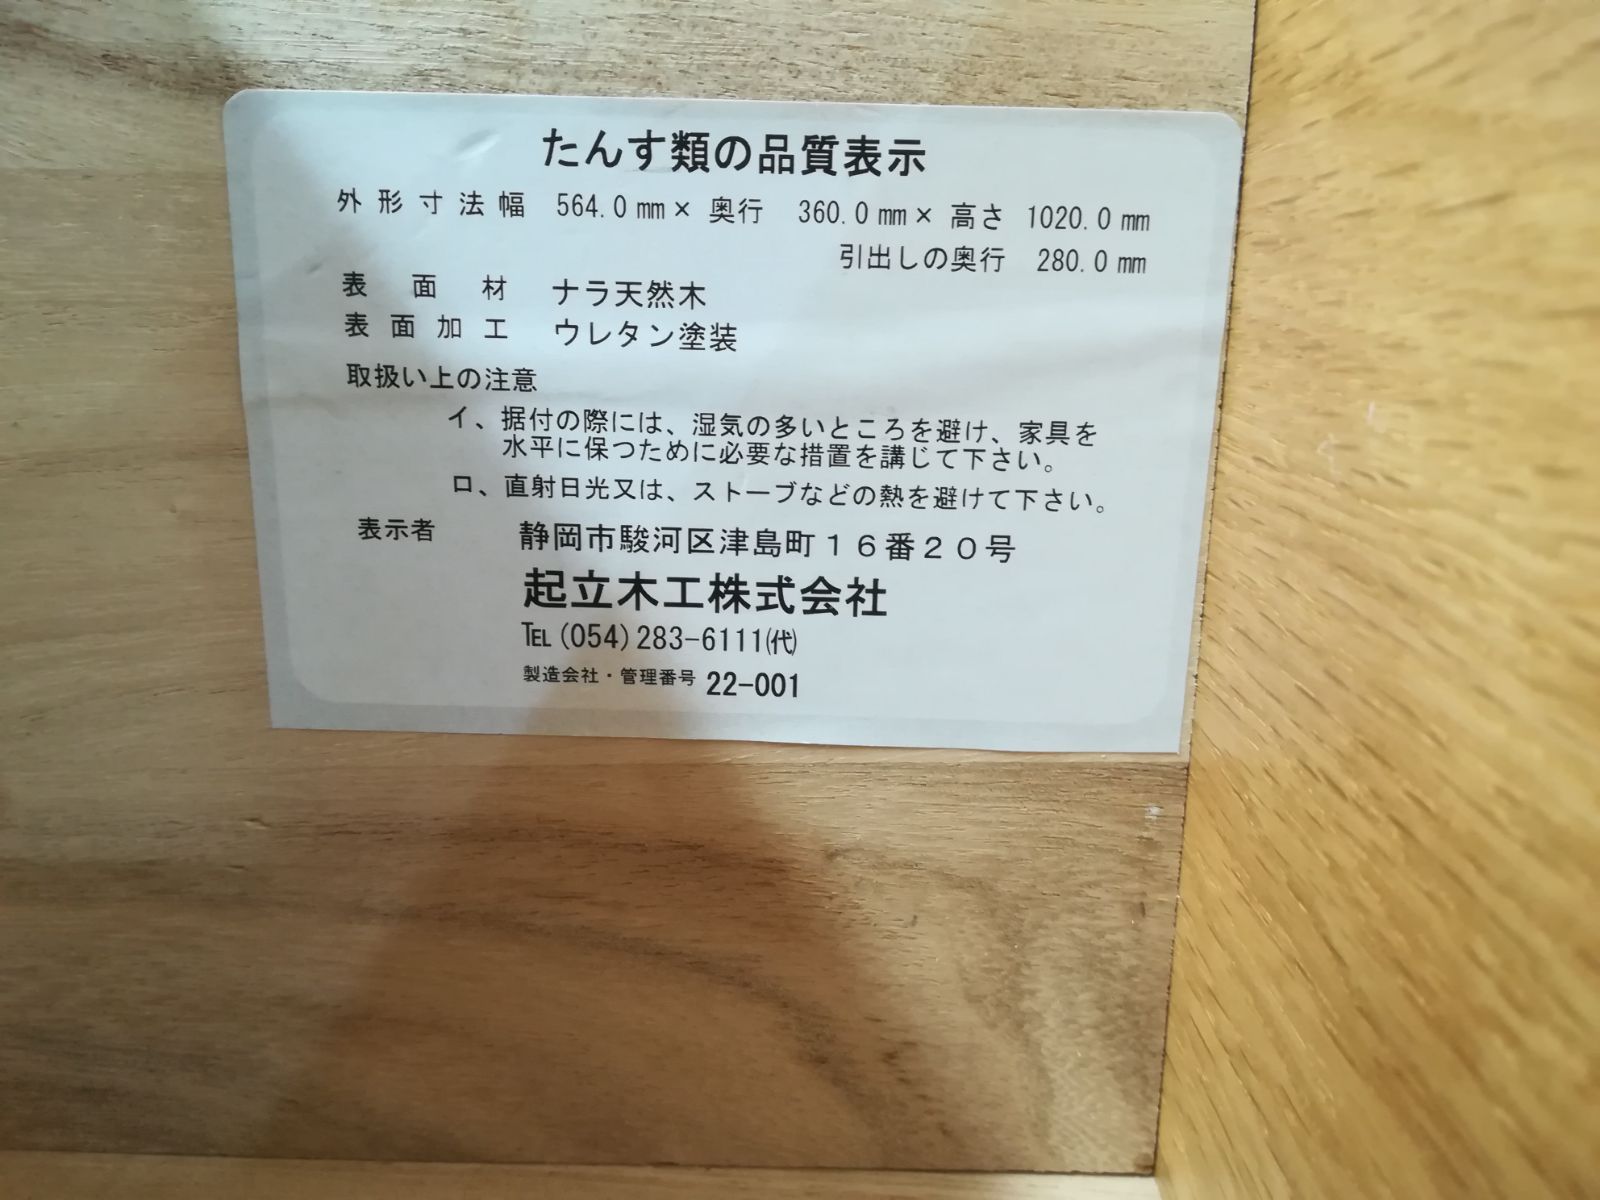 たんす類の品質表示
外形寸法幅 564.0㎜× 奥行 360.0㎜× 高さ 1020.0㎜
引出しの奥行 280.0㎜
表面材 ナラ天然木
表面加工 ウレタン塗装
取扱い上の注意
イ、据付の際には、湿気の多いところを避け、家具を
水平に保つために必要な措置を講じて下さい。
ロ、直射日光又は、ストーブなどの熱を避けて下さい。
表示者 静岡市駿河区津島町16番20号
起立木工株式会社
℡(054)283-6111㈹
製造会社・管理番号 22-001